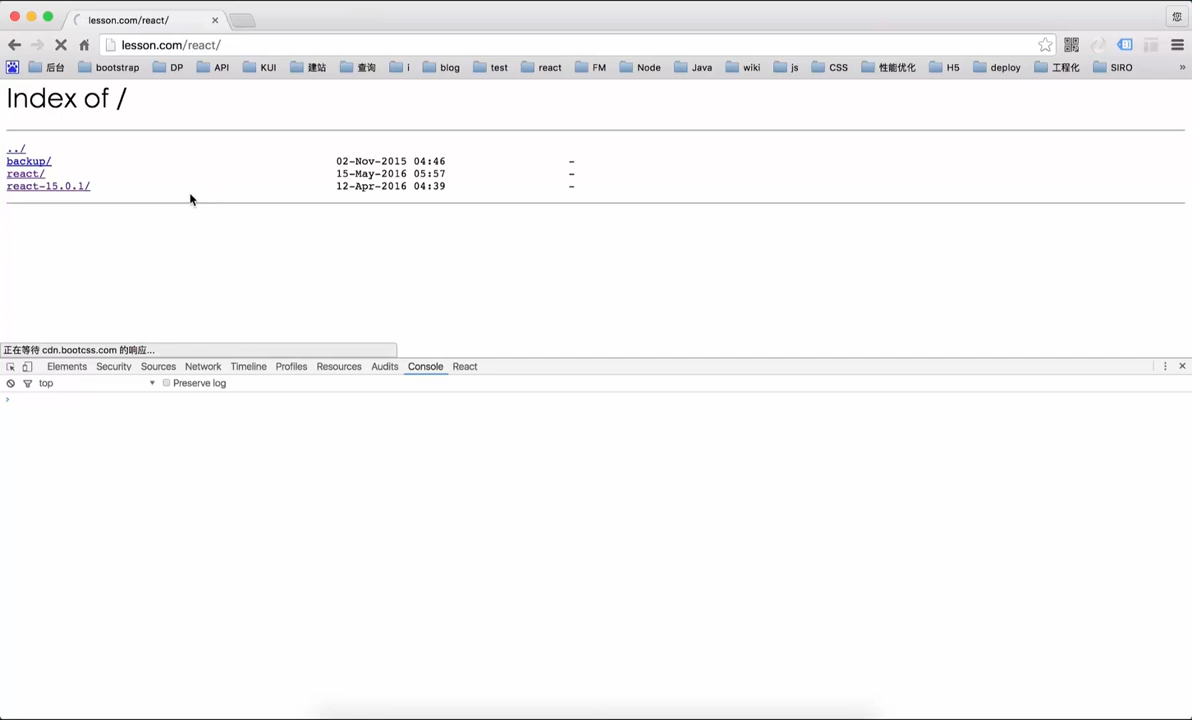 lesson.com/react/
您
lesson.com/react/
后台 bootstrap DP API KUI 建站 查询 i blog test react FM Node Java wiki js CSS 性能优化 H5 deploy 工程化 SIRO »
Index of /
../
backup/ 02-Nov-2015 04:46 -
react/ 15-May-2016 05:57 -
react-15.0.1/ 12-Apr-2016 04:39 -
正在等待 cdn.bootcss.com 的响应...
Elements Security Sources Network Timeline Profiles Resources Audits Console React
top Preserve log